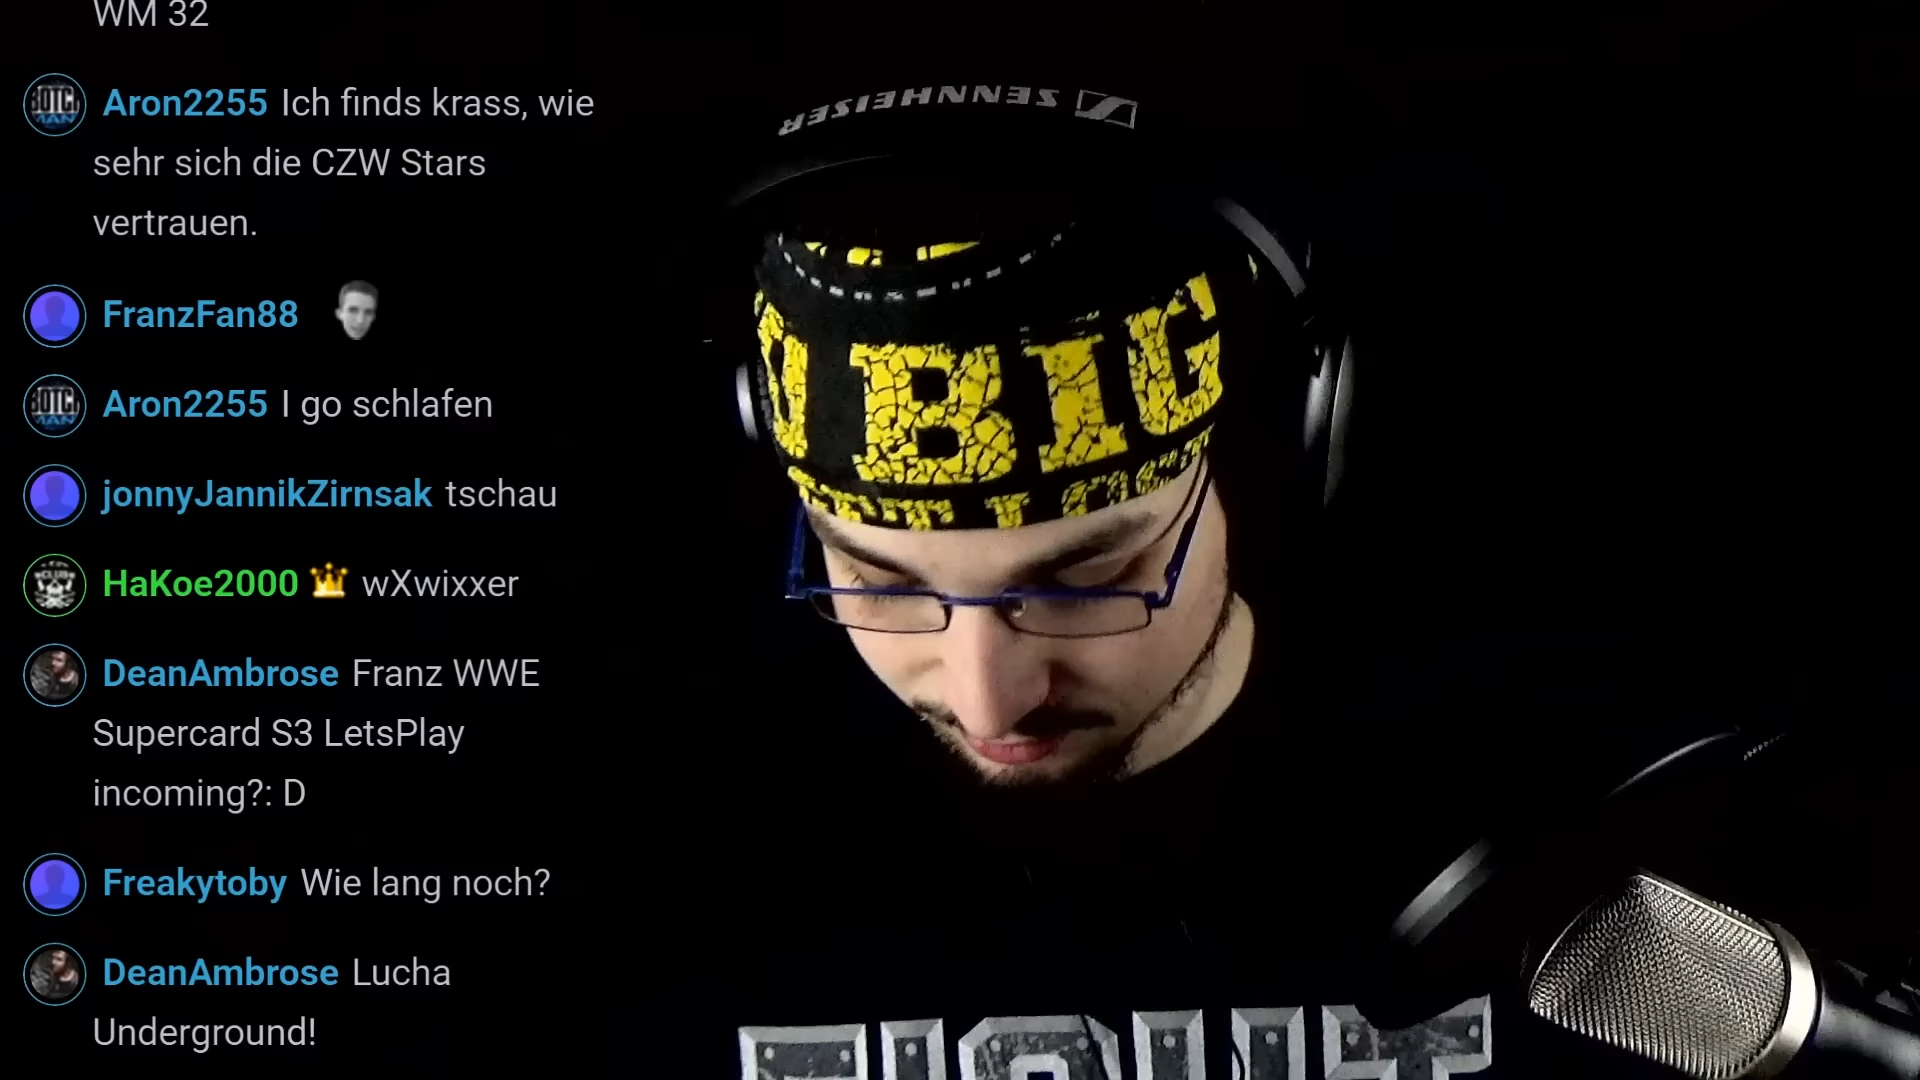 WM 32
Aron2255 Ich finds krass, wie
sehr sich die CZW Stars
vertrauen.
FranzFan88
Aron2255 I go schlafen
jonnyJannikZirnsak tschau
HaKoe2000 wXwixxer
DeanAmbrose Franz WWE
Supercard S3 LetsPlay
incoming?: D
Freakytoby Wie lang noch?
DeanAmbrose Lucha
Underground!
SENNHEISER
BIG